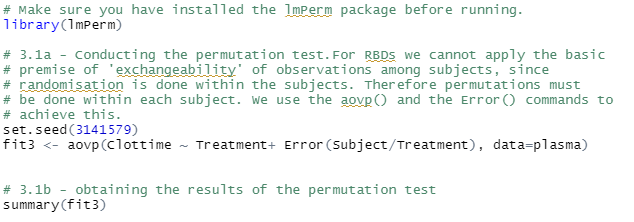 # Make sure you have installed the lmPerm package before running.
library(lmPerm)
# 3.1a - Conducting the permutation test.For RBDs we cannot apply the basic
# premise of 'exchangeability' of observations among subjects, since
# randomisation is done within the subjects. Therefore permutations must
# be done within each subject. We use the aovp() and the Error() commands to
# achieve this.
set.seed(3141579)
fit3 <- aovp(Clottime ~ Treatment+ Error(Subject/Treatment), data=plasma)
# 3.1b - obtaining the results of the permutation test
summary(fit3)